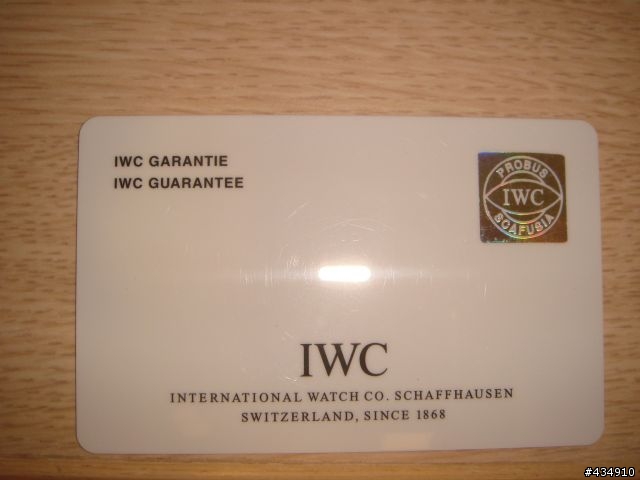 IWC GARANTIE
IWC GUARANTEE
PROBUS
IWC
SCAFUSIA
IWC
INTERNATIONAL WATCH CO. SCHAFFHAUSEN
SWITZERLAND, SINCE 1868
#434910